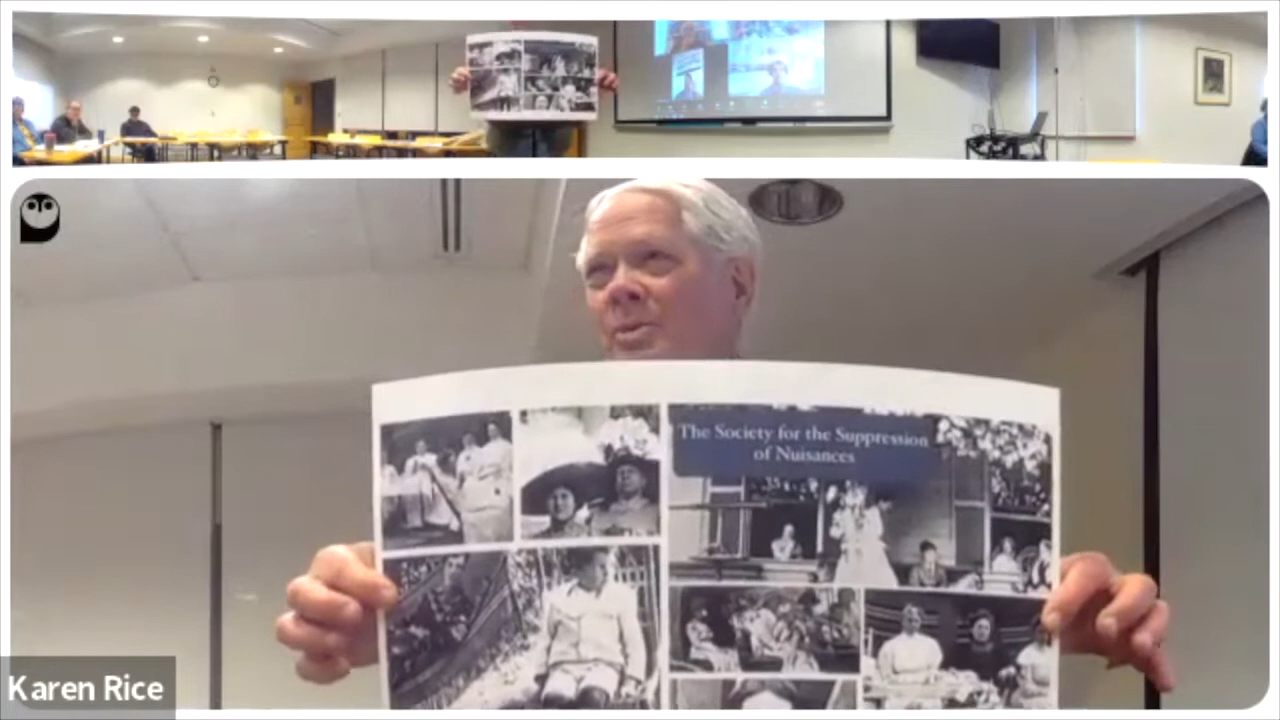 The Society for the Suppression
of Nuisances
Karen Rice